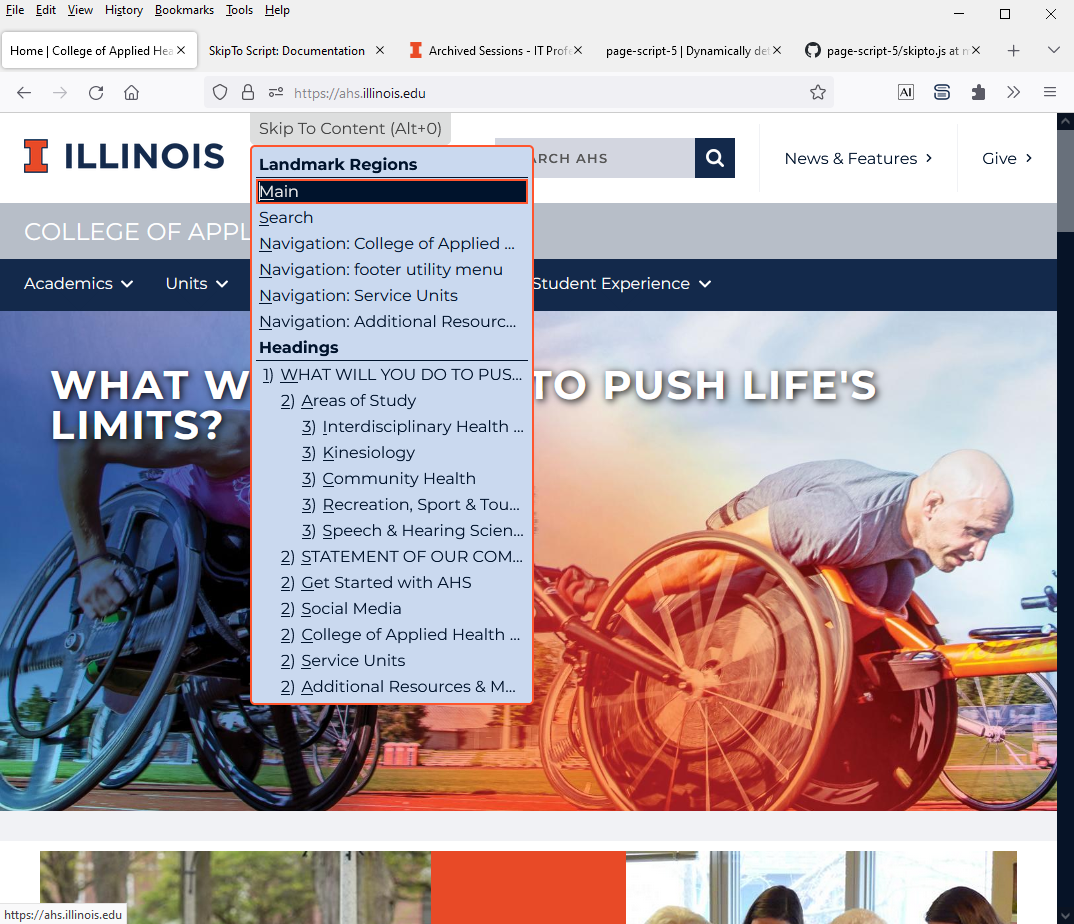 File Edit View History Bookmarks Tools Help
Home | College of Applied Hea
SkipTo Script: Documentation
Archived Sessions - IT Profe
page-script-5 | Dynamically det
page-script-5/skipto.js at m
https://ahs.illinois.edu
AI
Skip To Content (Alt+0)
I ILLINOIS
ARCH AHS
News & Features
Give
Landmark Regions
Main
Search
Navigation: College of Applied ...
Navigation: footer utility menu
Navigation: Service Units
Navigation: Additional Resourc...
Headings
1) WHAT WILL YOU DO TO PUS...
2) Areas of Study
3) Interdisciplinary Health ...
3) Kinesiology
3) Community Health
3) Recreation, Sport & Tou...
3) Speech & Hearing Scien...
2) STATEMENT OF OUR COM...
2) Get Started with AHS
2) Social Media
2) College of Applied Health ...
2) Service Units
2) Additional Resources & M...
COLLEGE OF APPL
Academics
Units
Student Experience
WHAT W TO PUSH LIFE'S
LIMITS?
https://ahs.illinois.edu